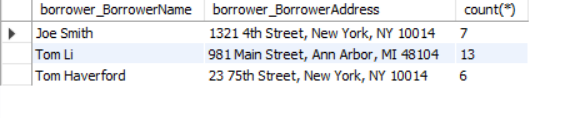 borrower_BorrowerName borrower_BorrowerAddress count(*)
Joe Smith 1321 4th Street, New York, NY 10014 7
Tom Li 981 Main Street, Ann Arbor, MI 48104 13
Tom Haverford 23 75th Street, New York, NY 10014 6